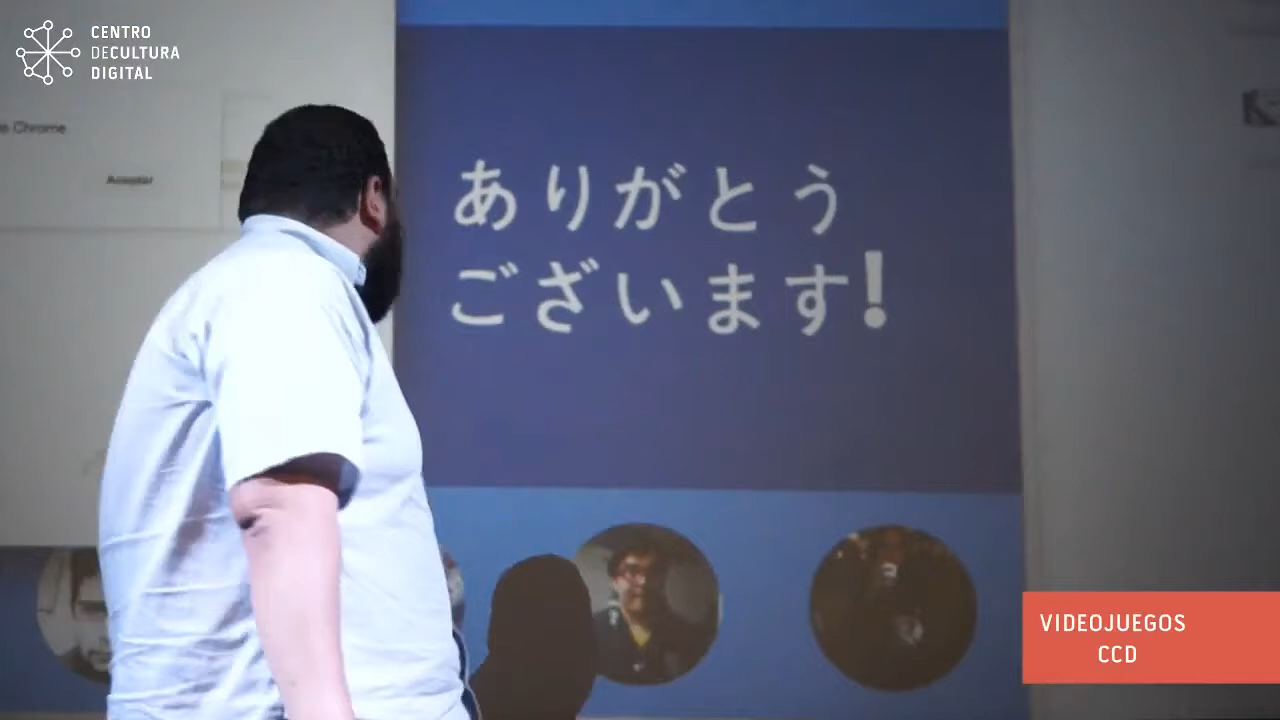 CENTRO
DECULTURA
DIGITAL
Chrome
Aceptar
ありがとう
ございます!
VIDEOJUEGOS
CCD